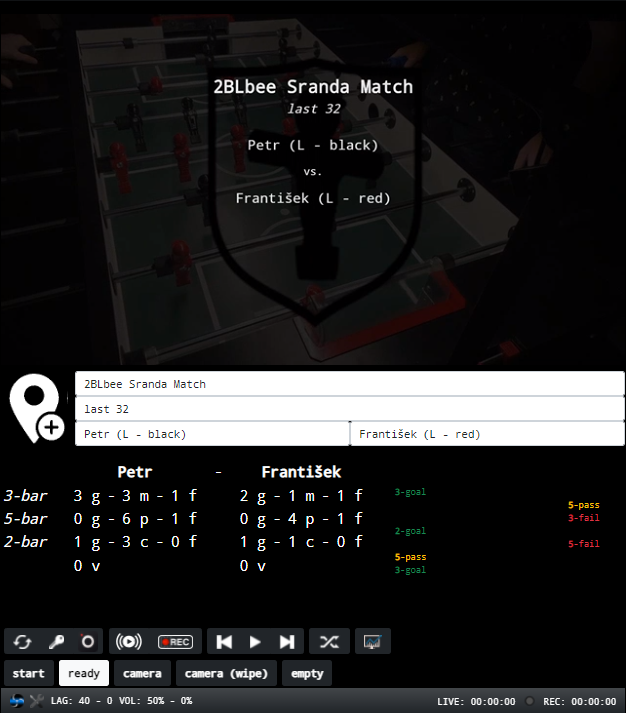 2BLbee Sranda Match
last 32
Petr (L - black)
vs.
František (L - red)
2BLbee Sranda Match
last 32
Petr (L - black) František (L - red)
Petr - František
3-bar 3 g - 3 m - 1 f 2 g - 1 m - 1 f
5-bar 0 g - 6 p - 1 f 0 g - 4 p - 1 f
2-bar 1 g - 3 c - 0 f 1 g - 1 c - 0 f
0 v 0 v
3-goal
5-pass
3-fail
2-goal
5-fail
5-pass
3-goal
REC
start ready camera camera (wipe) empty
LAG: 40 - 0 VOL: 50% - 0% LIVE: 00:00:00 REC: 00:00:00